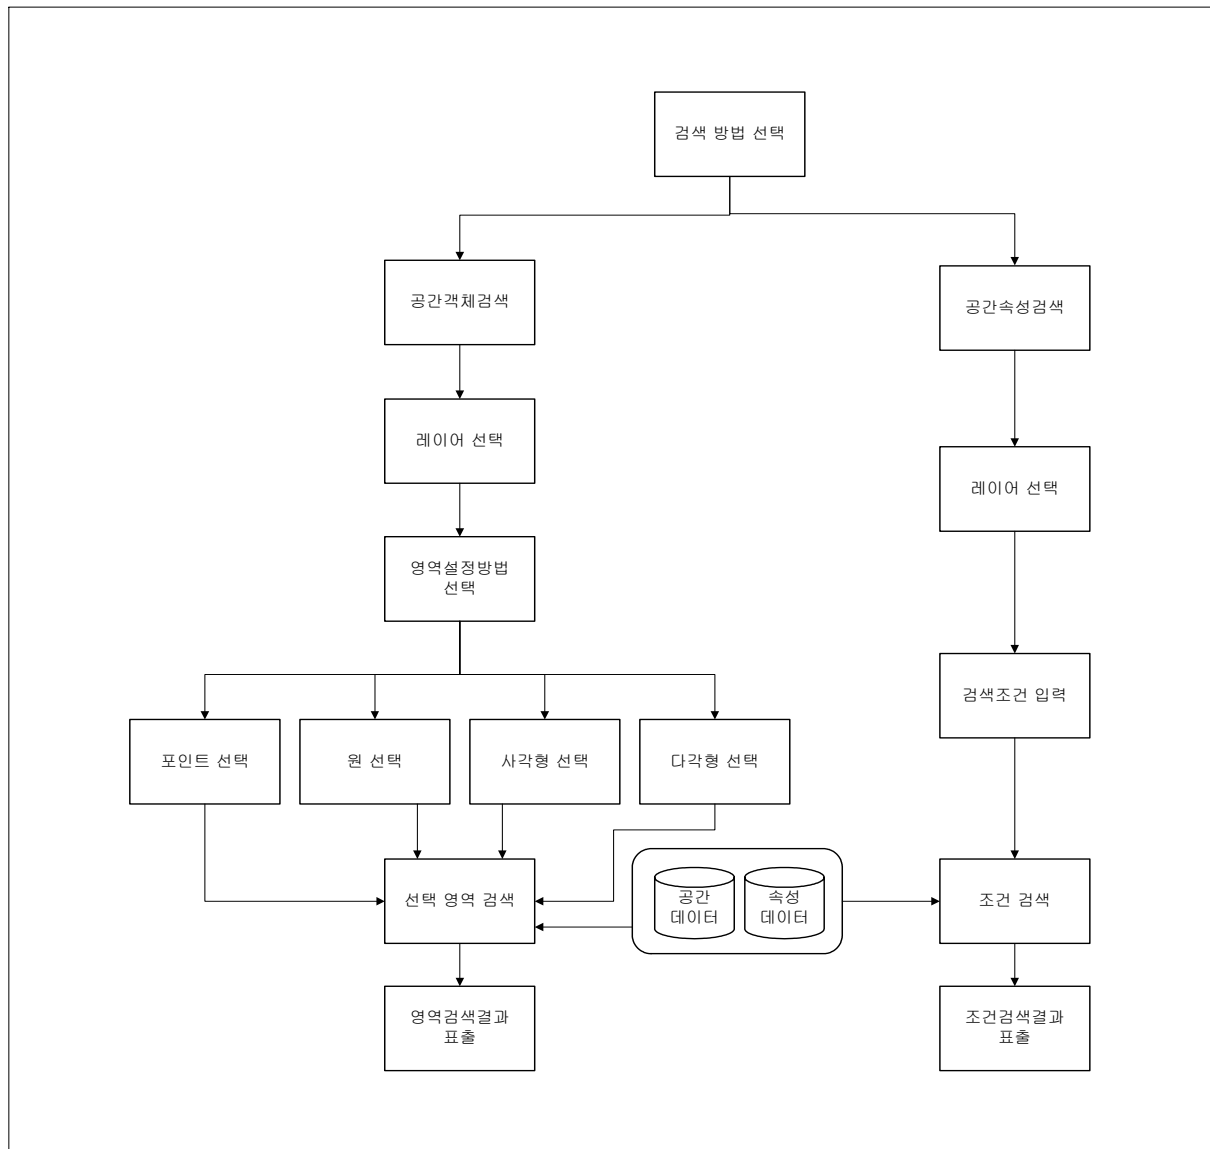 검색 방법 선택
공간객체검색
공간속성검색
레이어 선택
레이어 선택
영역설정방법
선택
검색조건 입력
포인트 선택
원 선택
사각형 선택
다각형 선택
선택 영역 검색
공간
데이터
속성
데이터
조건 검색
영역검색결과
표출
조건검색결과
표출